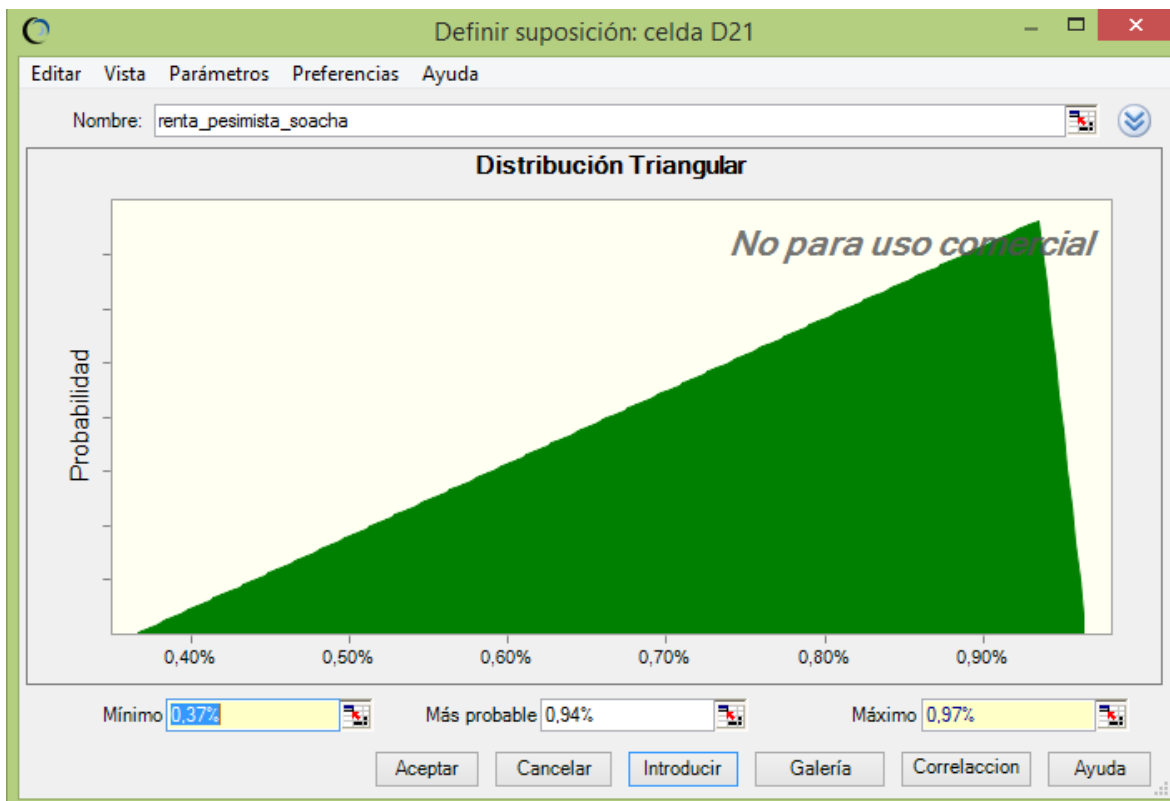 Definir suposición: celda D21
Editar Vista Parámetros Preferencias Ayuda
Nombre: renta_pesimista_soacha
Distribución Triangular
No para uso comercial
Probabilidad
0,40% 0,50% 0,60% 0,70% 0,80% 0,90%
Mínimo 0,37% Más probable 0,94% Máximo 0,97%
Aceptar Cancelar Introducir Galería Correlaccion Ayuda